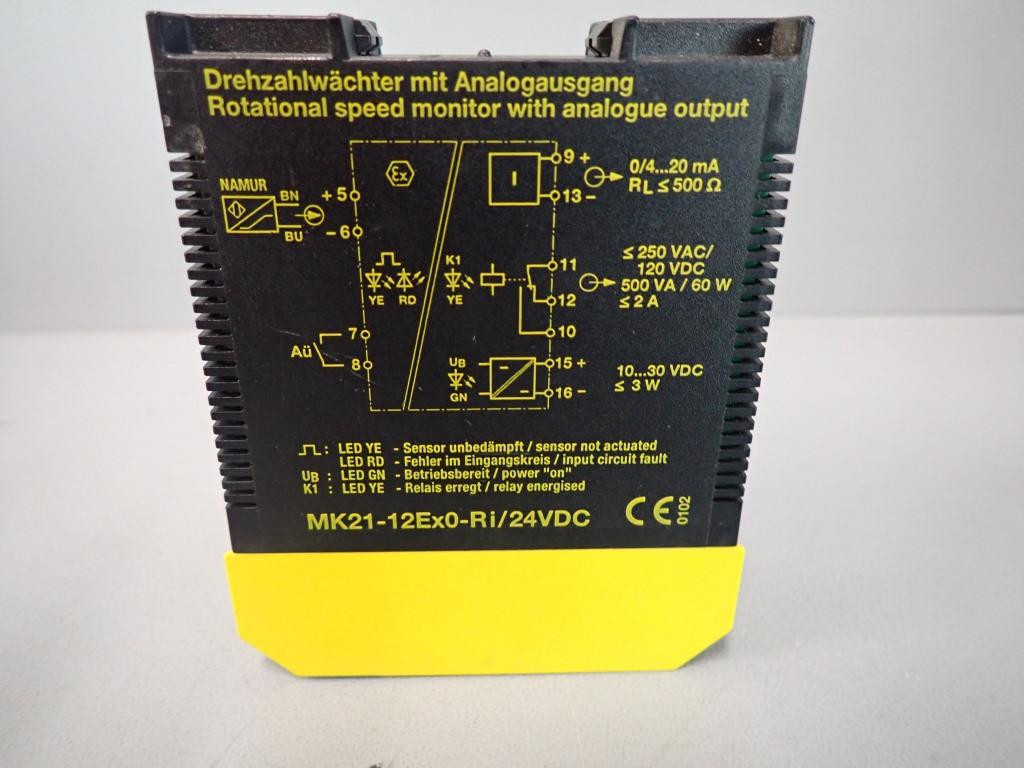 Drehzahlwächter mit Analogausgang
Rotational speed monitor with analogue output
NAMUR
BN
BU
+ 5
- 6
Ex
9 +
13 -
0/4...20 mA
RL ≤ 500 Ω
I
YE RD
K1
YE
11
12
10
≤ 250 VAC/
120 VDC
500 VA / 60 W
≤ 2 A
Aü
7
8
UB
GN
15 +
16 -
10...30 VDC
≤ 3 W
: LED YE - Sensor unbedämpft / sensor not actuated
LED RD - Fehler im Eingangskreis / input circuit fault
UB : LED GN - Betriebsbereit / power "on"
K1 : LED YE - Relais erregt / relay energised
MK21-12Ex0-Ri/24VDC
CE 0102